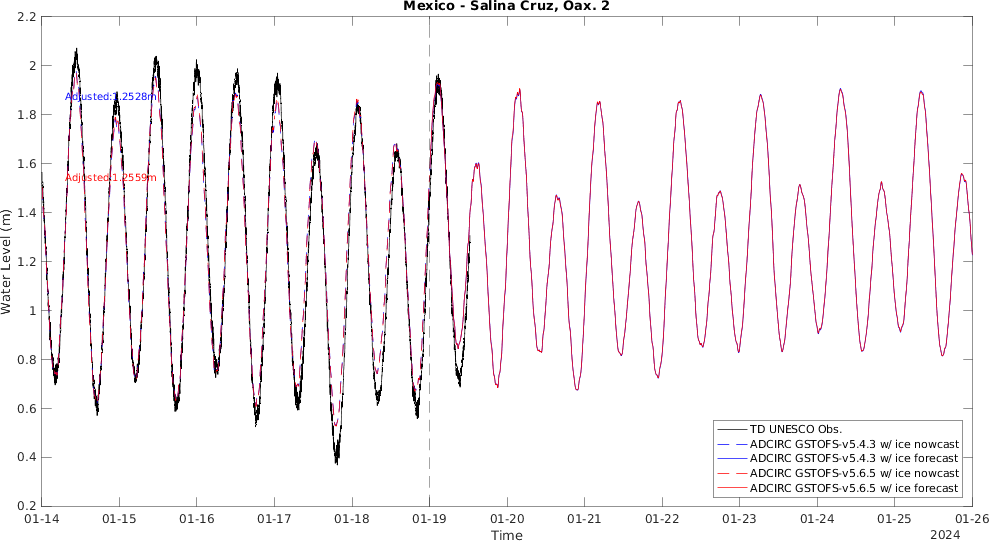 Mexico - Salina Cruz, Oax. 2
2.2
2
1.8
1.6
1.4
1.2
1
0.8
0.6
0.4
0.2
Water Level (m)
Adjusted:1.2528m
Adjusted:1.2559m
TD UNESCO Obs.
ADCIRC GSTOFS-v5.4.3 w/ ice nowcast
ADCIRC GSTOFS-v5.4.3 w/ ice forecast
ADCIRC GSTOFS-v5.6.5 w/ ice nowcast
ADCIRC GSTOFS-v5.6.5 w/ ice forecast
01-14 01-15 01-16 01-17 01-18 01-19 01-20 01-21 01-22 01-23 01-24 01-25 01-26
Time
2024